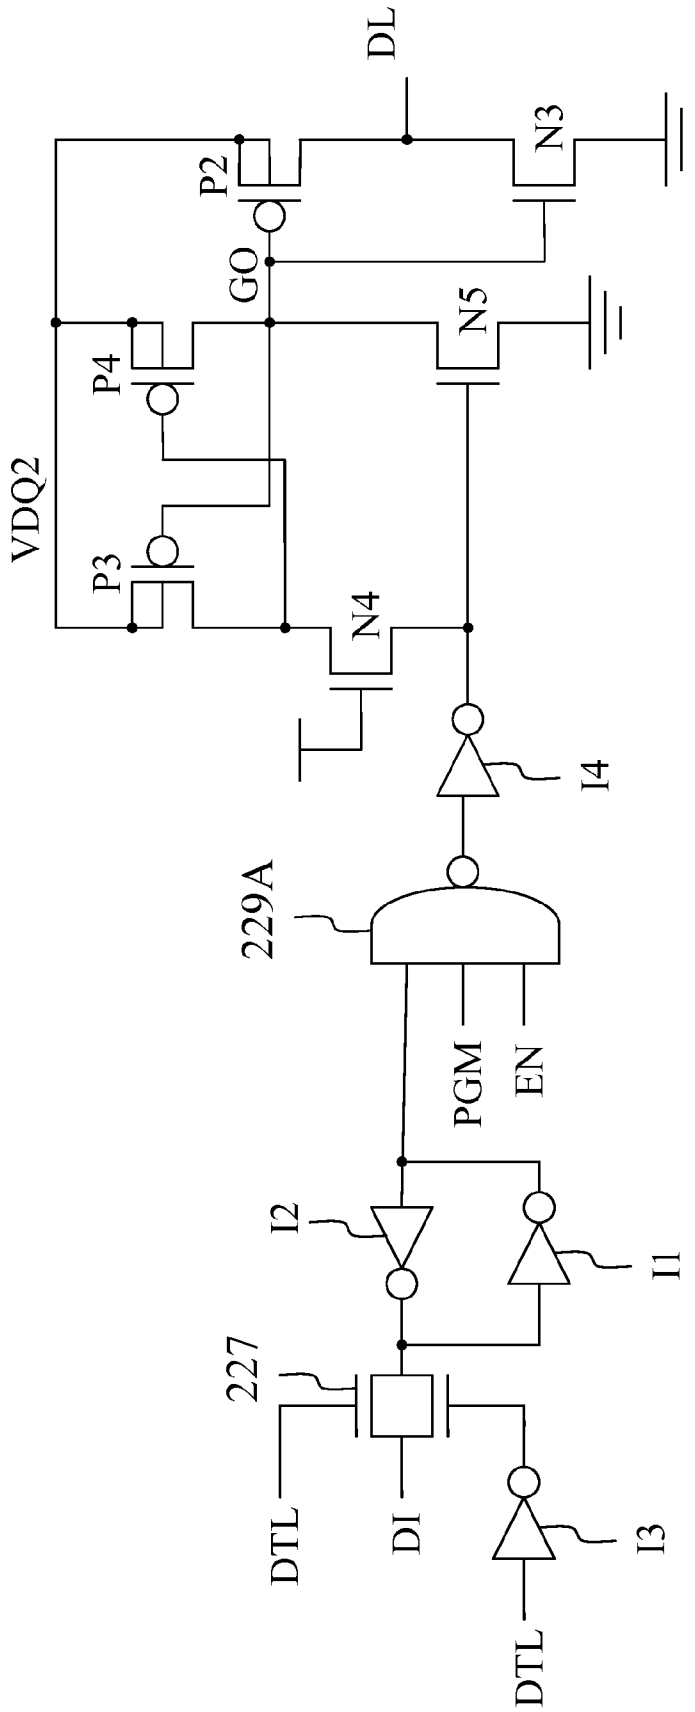 DTL
DI
DTL
I3
227
I2
I1
PGM
EN
229A
I4
N4
P3
VDQ2
P4
N5
GO
P2
N3
DL